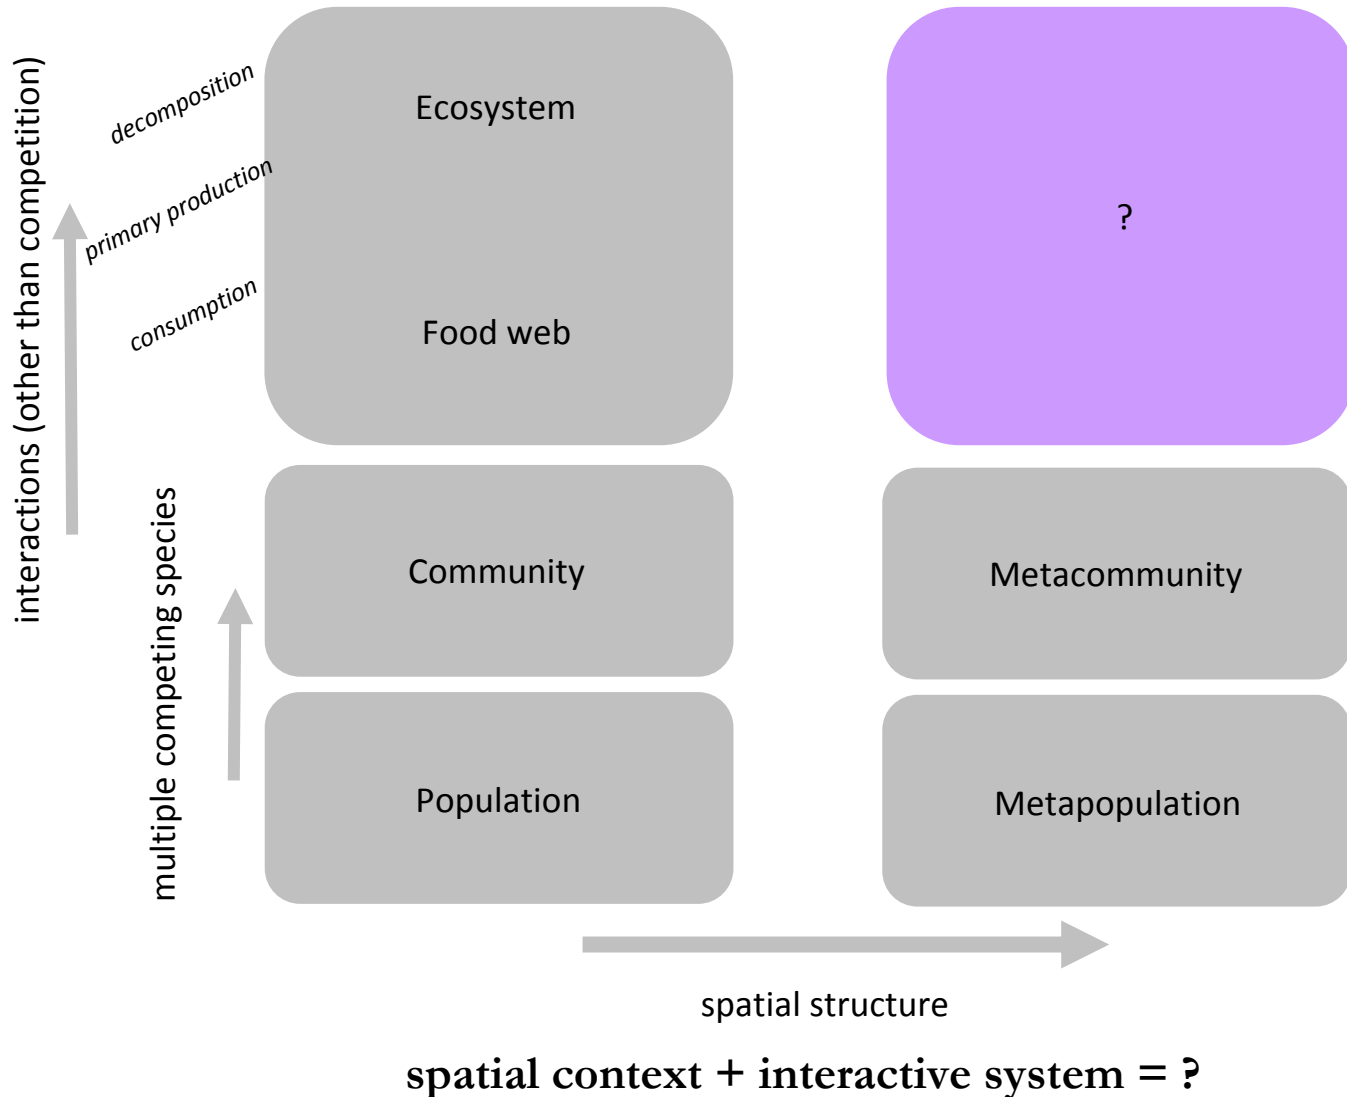 interactions (other than competition)
decomposition
primary production
consumption
Ecosystem
Food web
?
multiple competing species
Community
Metacommunity
Population
Metapopulation
spatial structure
spatial context + interactive system = ?